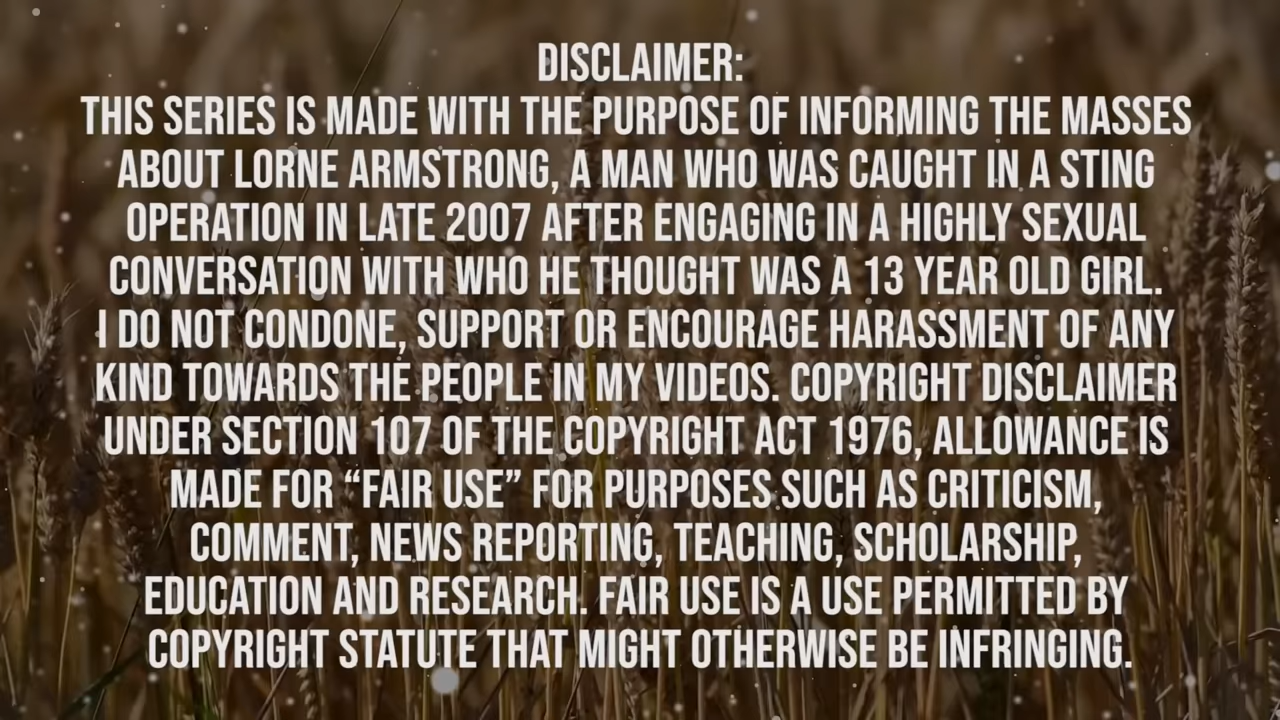 DISCLAIMER:
THIS SERIES IS MADE WITH THE PURPOSE OF INFORMING THE MASSES
ABOUT LORNE ARMSTRONG, A MAN WHO WAS CAUGHT IN A STING
OPERATION IN LATE 2007 AFTER ENGAGING IN A HIGHLY SEXUAL
CONVERSATION WITH WHO HE THOUGHT WAS A 13 YEAR OLD GIRL.
I DO NOT CONDONE, SUPPORT OR ENCOURAGE HARASSMENT OF ANY
KIND TOWARDS THE PEOPLE IN MY VIDEOS. COPYRIGHT DISCLAIMER
UNDER SECTION 107 OF THE COPYRIGHT ACT 1976, ALLOWANCE IS
MADE FOR “FAIR USE” FOR PURPOSES SUCH AS CRITICISM,
COMMENT, NEWS REPORTING, TEACHING, SCHOLARSHIP,
EDUCATION AND RESEARCH. FAIR USE IS A USE PERMITTED BY
COPYRIGHT STATUTE THAT MIGHT OTHERWISE BE INFRINGING.